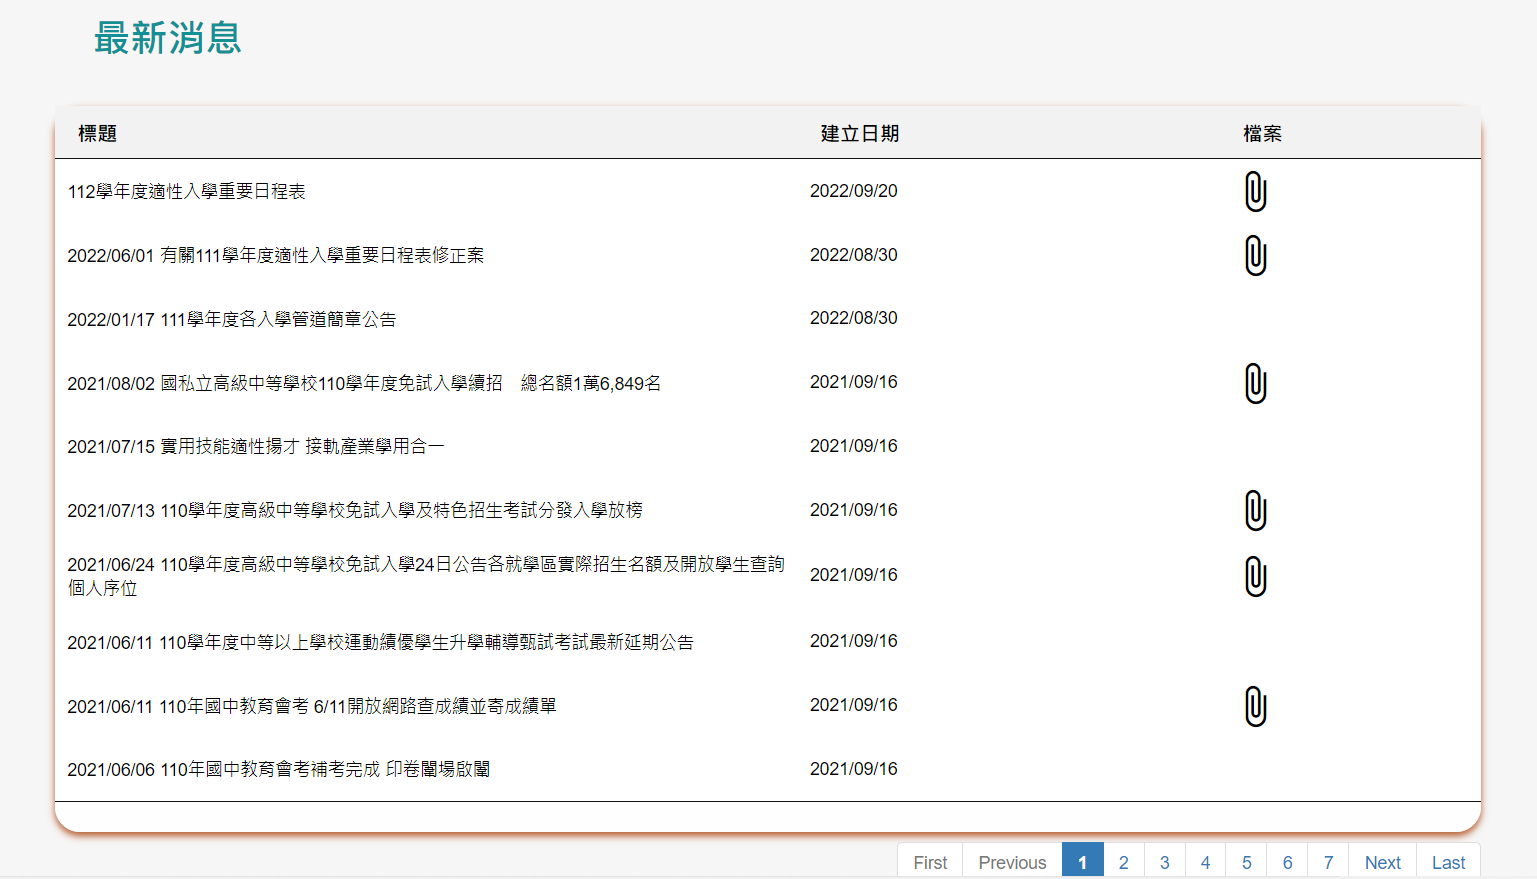 最新消息
標題 建立日期 檔案
112學年度適性入學重要日程表 2022/09/20
2022/06/01 有關111學年度適性入學重要日程表修正案 2022/08/30
2022/01/17 111學年度各入學管道簡章公告 2022/08/30
2021/08/02 國私立高級中等學校110學年度免試入學續招　總名額1萬6,849名 2021/09/16
2021/07/15 實用技能適性揚才 接軌產業學用合一 2021/09/16
2021/07/13 110學年度高級中等學校免試入學及特色招生考試分發入學放榜 2021/09/16
2021/06/24 110學年度高級中等學校免試入學24日公告各就學區實際招生名額及開放學生查詢
個人序位 2021/09/16
2021/06/11 110學年度中等以上學校運動績優學生升學輔導甄試考試最新延期公告 2021/09/16
2021/06/11 110年國中教育會考 6/11開放網路查成績並寄成績單 2021/09/16
2021/06/06 110年國中教育會考補考完成 印卷闈場啟闈 2021/09/16
First Previous 1 2 3 4 5 6 7 Next Last